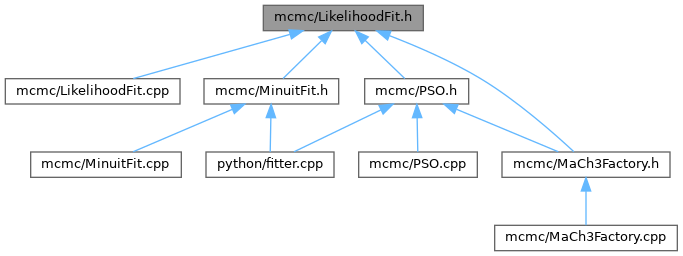 mcmc/LikelihoodFit.h
mcmc/LikelihoodFit.cpp
mcmc/MinuitFit.h
mcmc/PSO.h
mcmc/MinuitFit.cpp
python/fitter.cpp
mcmc/PSO.cpp
mcmc/MaCh3Factory.h
mcmc/MaCh3Factory.cpp